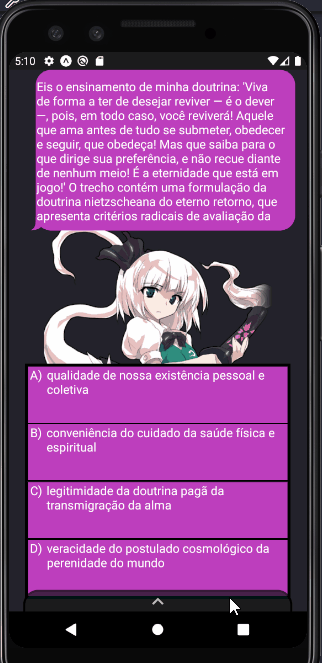 5:10
Eis o ensinamento de minha doutrina: 'Viva
de forma a ter de desejar reviver — é o dever
—, pois, em todo caso, você reviverá! Aquele
que ama antes de tudo se submeter, obedecer
e seguir, que obedeça! Mas que saiba para o
que dirige sua preferência, e não recue diante
de nenhum meio! É a eternidade que está em
jogo!' O trecho contém uma formulação da
doutrina nietzscheana do eterno retorno, que
apresenta critérios radicais de avaliação da
A) qualidade de nossa existência pessoal e
coletiva
B) conveniência do cuidado da saúde física e
espiritual
C) legitimidade da doutrina pagã da
transmigração da alma
D) veracidade do postulado cosmológico da
perenidade do mundo